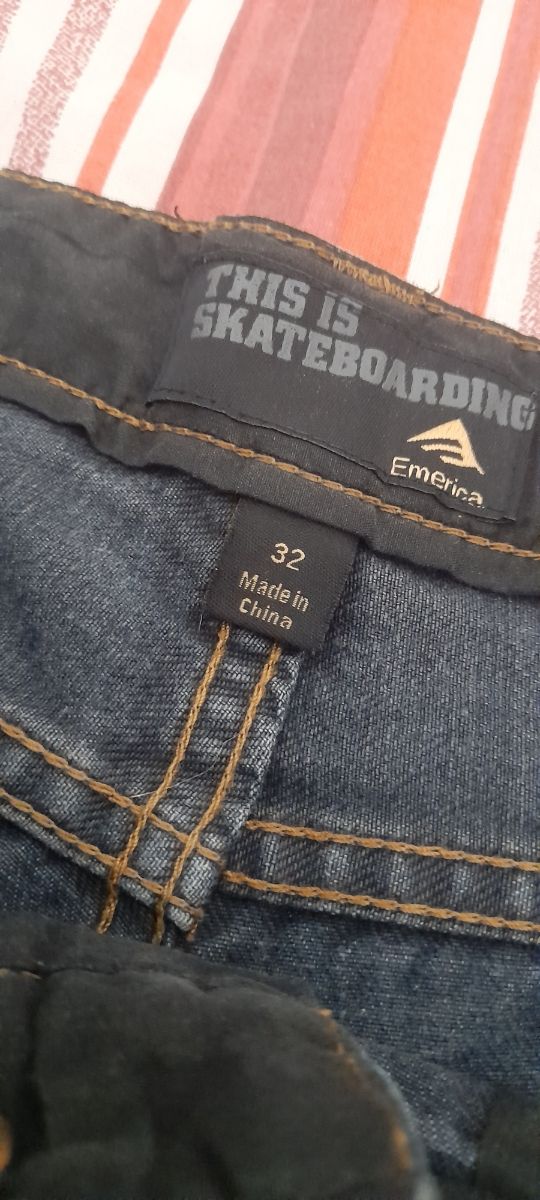 THIS IS
SKATEBOARDING
Emerica
32
Made in
China